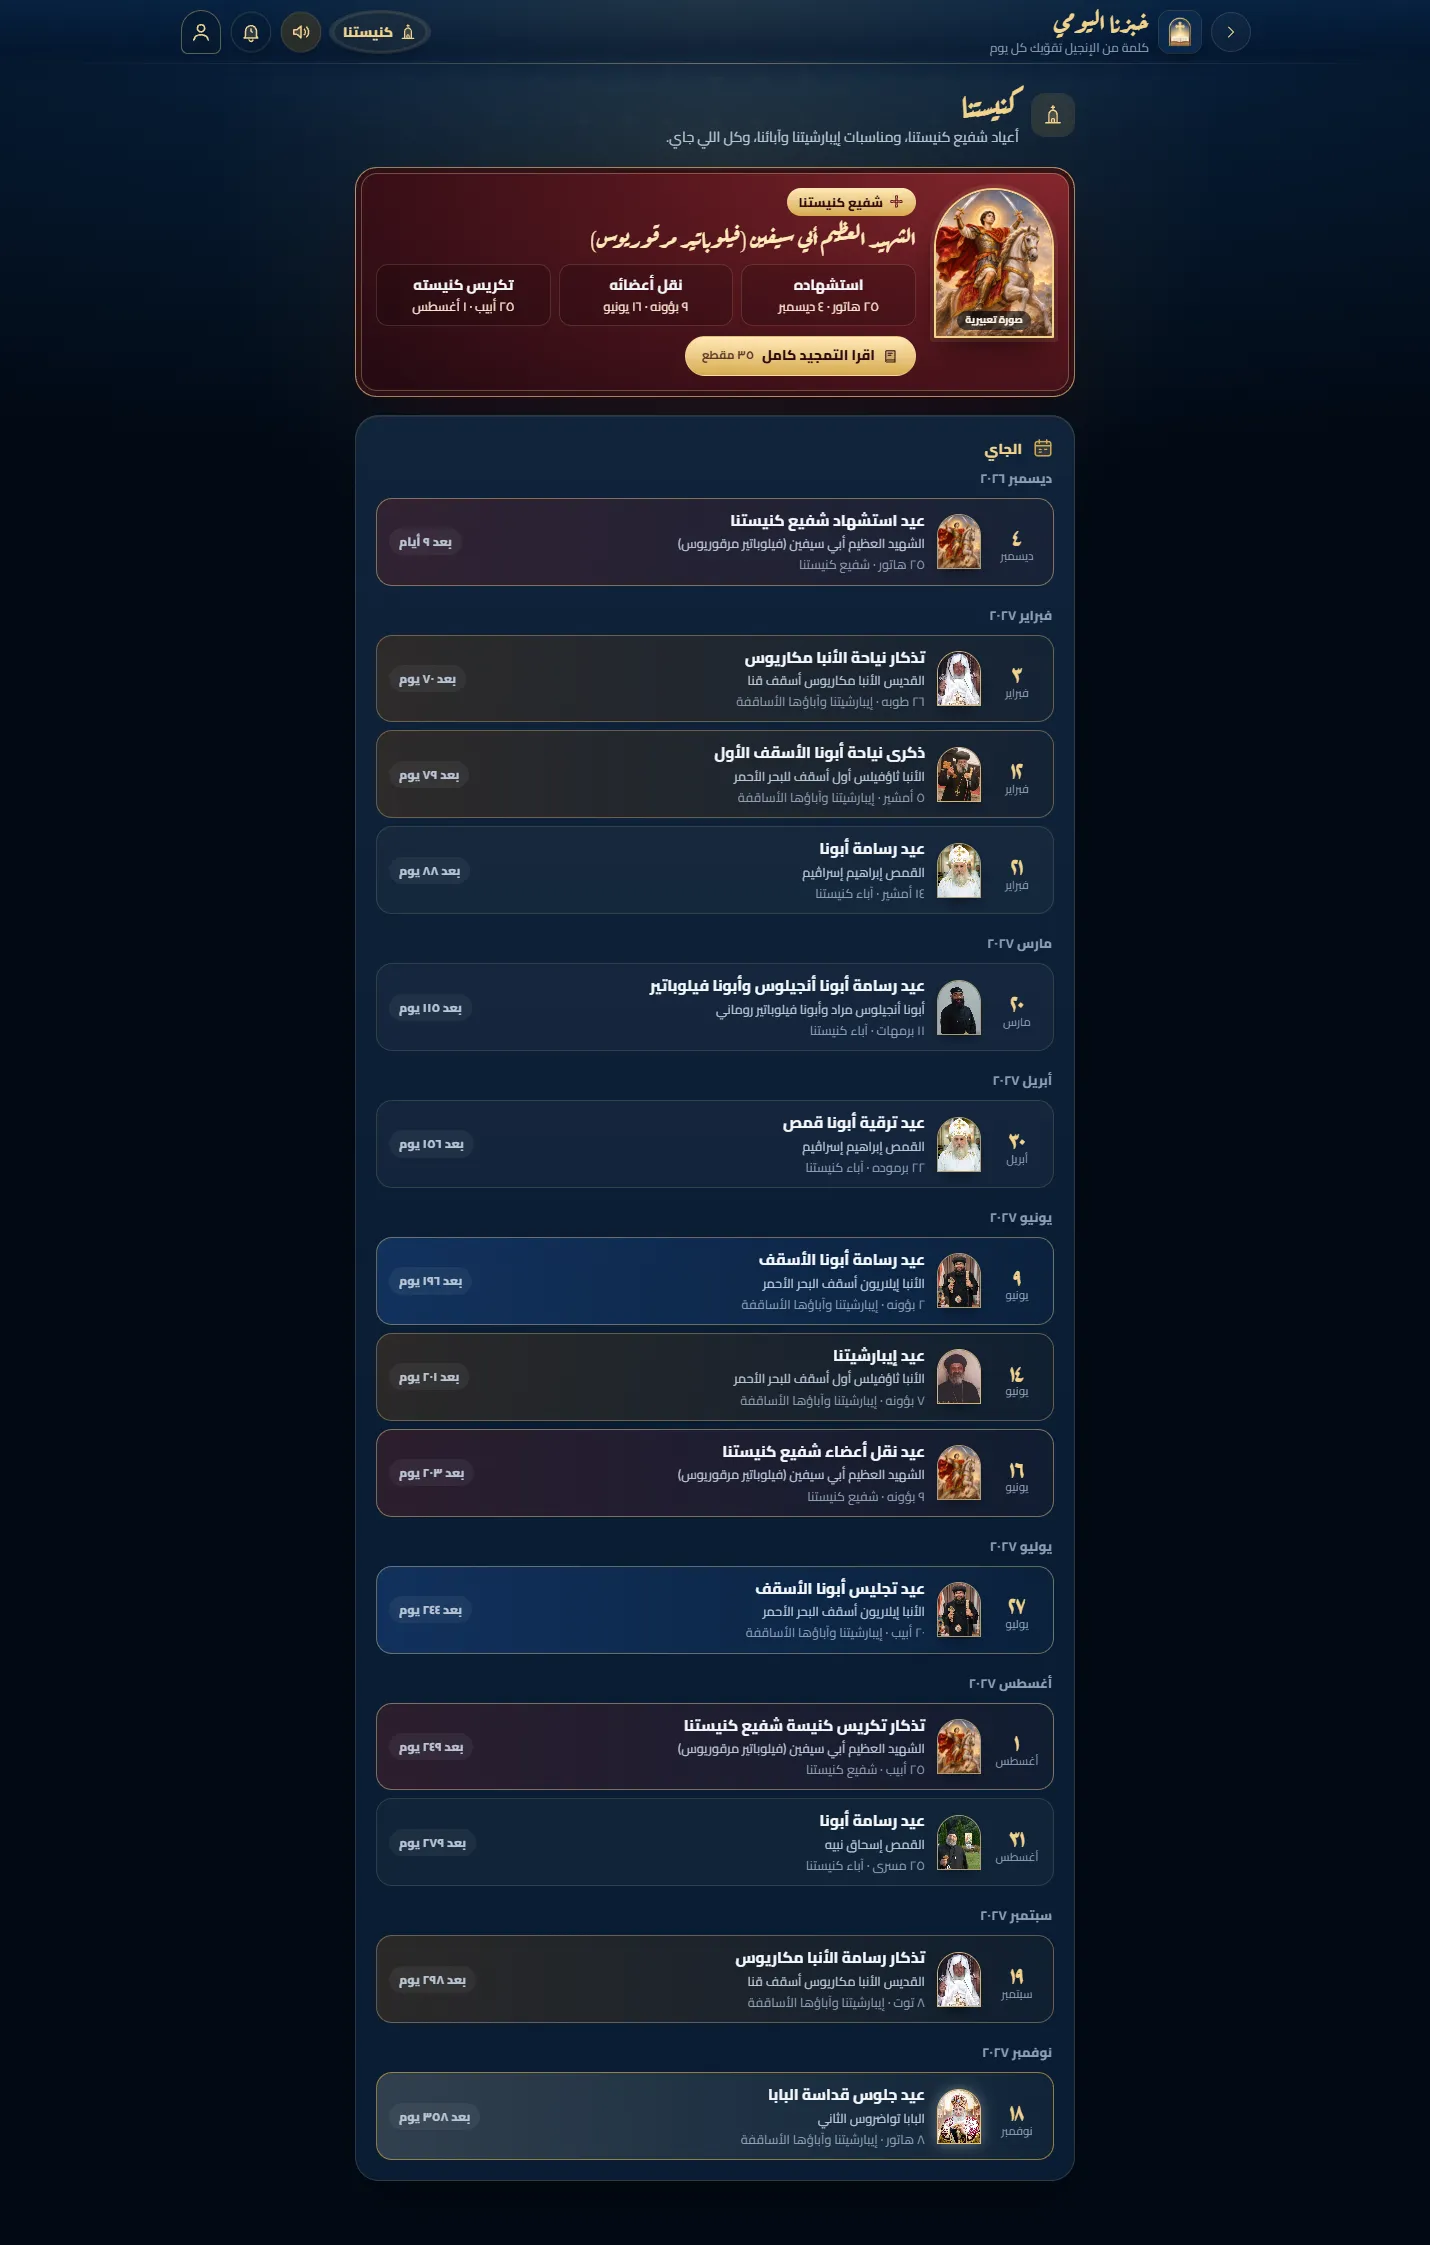 خبزنا اليومي
كلمة من الإنجيل تقوّيك كل يوم
كنيستنا
كنيستنا
أعياد شفيع كنيستنا، ومناسبات إيبارشيتنا وآبائنا، وكل اللي جاي.
شفيع كنيستنا
الشهيد العظيم أبي سيفين (فيلوباتير مرقوريوس)
استشهاده
٢٥ هاتور · ٤ ديسمبر
نقل أعضائه
٩ بؤونه · ١٦ يونيو
تكريس كنيسته
٢٥ أبيب · ١ أغسطس
صورة تعبيرية
اقرا التمجيد كامل ٣٥ مقطع
الجاي
ديسمبر ٢٠٢٦
٤ ديسمبر
عيد استشهاد شفيع كنيستنا
الشهيد العظيم أبي سيفين (فيلوباتير مرقوريوس)
٢٥ هاتور · شفيع كنيستنا
بعد ٩ أيام
فبراير ٢٠٢٧
٣ فبراير
تذكار نياحة الأنبا مكاريوس
القديس الأنبا مكاريوس أسقف قنا
٢٦ طوبه · إيبارشيتنا وآباؤها الأساقفة
بعد ٧٠ يوم
١٢ فبراير
ذكرى نياحة أبونا الأسقف الأول
الأنبا ثاؤفيلس أول أسقف للبحر الأحمر
٥ أمشير · إيبارشيتنا وآباؤها الأساقفة
بعد ٧٩ يوم
٢١ فبراير
عيد رسامة أبونا
القمص إبراهيم إسرافيم
١٤ أمشير · آباء كنيستنا
بعد ٨٨ يوم
مارس ٢٠٢٧
٢٠ مارس
عيد رسامة أبونا أنجيلوس وأبونا فيلوباتير
أبونا أنجيلوس مراد وأبونا فيلوباتير روماني
١١ برمهات · آباء كنيستنا
بعد ١١٥ يوم
أبريل ٢٠٢٧
٣٠ أبريل
عيد ترقية أبونا قمص
القمص إبراهيم إسرافيم
٢٢ برموده · آباء كنيستنا
بعد ١٥٦ يوم
يونيو ٢٠٢٧
٩ يونيو
عيد رسامة أبونا الأسقف
الأنبا إيلاريون أسقف البحر الأحمر
٢ بؤونه · إيبارشيتنا وآباؤها الأساقفة
بعد ١٩٦ يوم
١٤ يونيو
عيد إيبارشيتنا
الأنبا ثاؤفيلس أول أسقف للبحر الأحمر
٧ بؤونه · إيبارشيتنا وآباؤها الأساقفة
بعد ٢٠١ يوم
١٦ يونيو
عيد نقل أعضاء شفيع كنيستنا
الشهيد العظيم أبي سيفين (فيلوباتير مرقوريوس)
٩ بؤونه · شفيع كنيستنا
بعد ٢٠٣ يوم
يوليو ٢٠٢٧
٢٧ يوليو
عيد تجليس أبونا الأسقف
الأنبا إيلاريون أسقف البحر الأحمر
٢٠ أبيب · إيبارشيتنا وآباؤها الأساقفة
بعد ٢٤٤ يوم
أغسطس ٢٠٢٧
١ أغسطس
تذكار تكريس كنيسة شفيع كنيستنا
الشهيد العظيم أبي سيفين (فيلوباتير مرقوريوس)
٢٥ أبيب · شفيع كنيستنا
بعد ٢٤٩ يوم
٣١ أغسطس
عيد رسامة أبونا
القمص إسحاق نبيه
٢٥ مسرى · آباء كنيستنا
بعد ٢٧٩ يوم
سبتمبر ٢٠٢٧
١٩ سبتمبر
تذكار رسامة الأنبا مكاريوس
القديس الأنبا مكاريوس أسقف قنا
٨ توت · إيبارشيتنا وآباؤها الأساقفة
بعد ٢٩٨ يوم
نوفمبر ٢٠٢٧
١٨ نوفمبر
عيد جلوس قداسة البابا
البابا تواضروس الثاني
٨ هاتور · إيبارشيتنا وآباؤها الأساقفة
بعد ٣٥٨ يوم